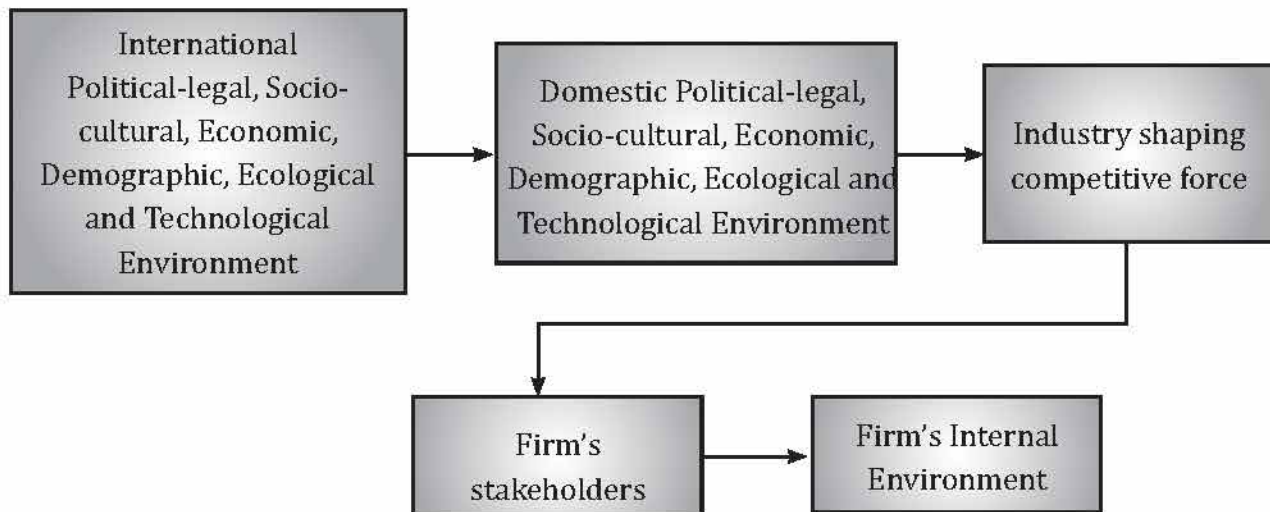 International
Political-legal, Socio-
cultural, Economic,
Demographic, Ecological
and Technological
Environment
Domestic Political-legal,
Socio-cultural, Economic,
Demographic, Ecological and
Technological Environment
Industry shaping
competitive force
Firm's
stakeholders
Firm's Internal
Environment